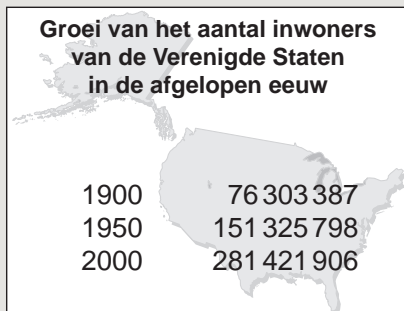 Groei van het aantal inwoners
van de Verenigde Staten
in de afgelopen eeuw
1900 76 303 387
1950 151 325 798
2000 281 421 906